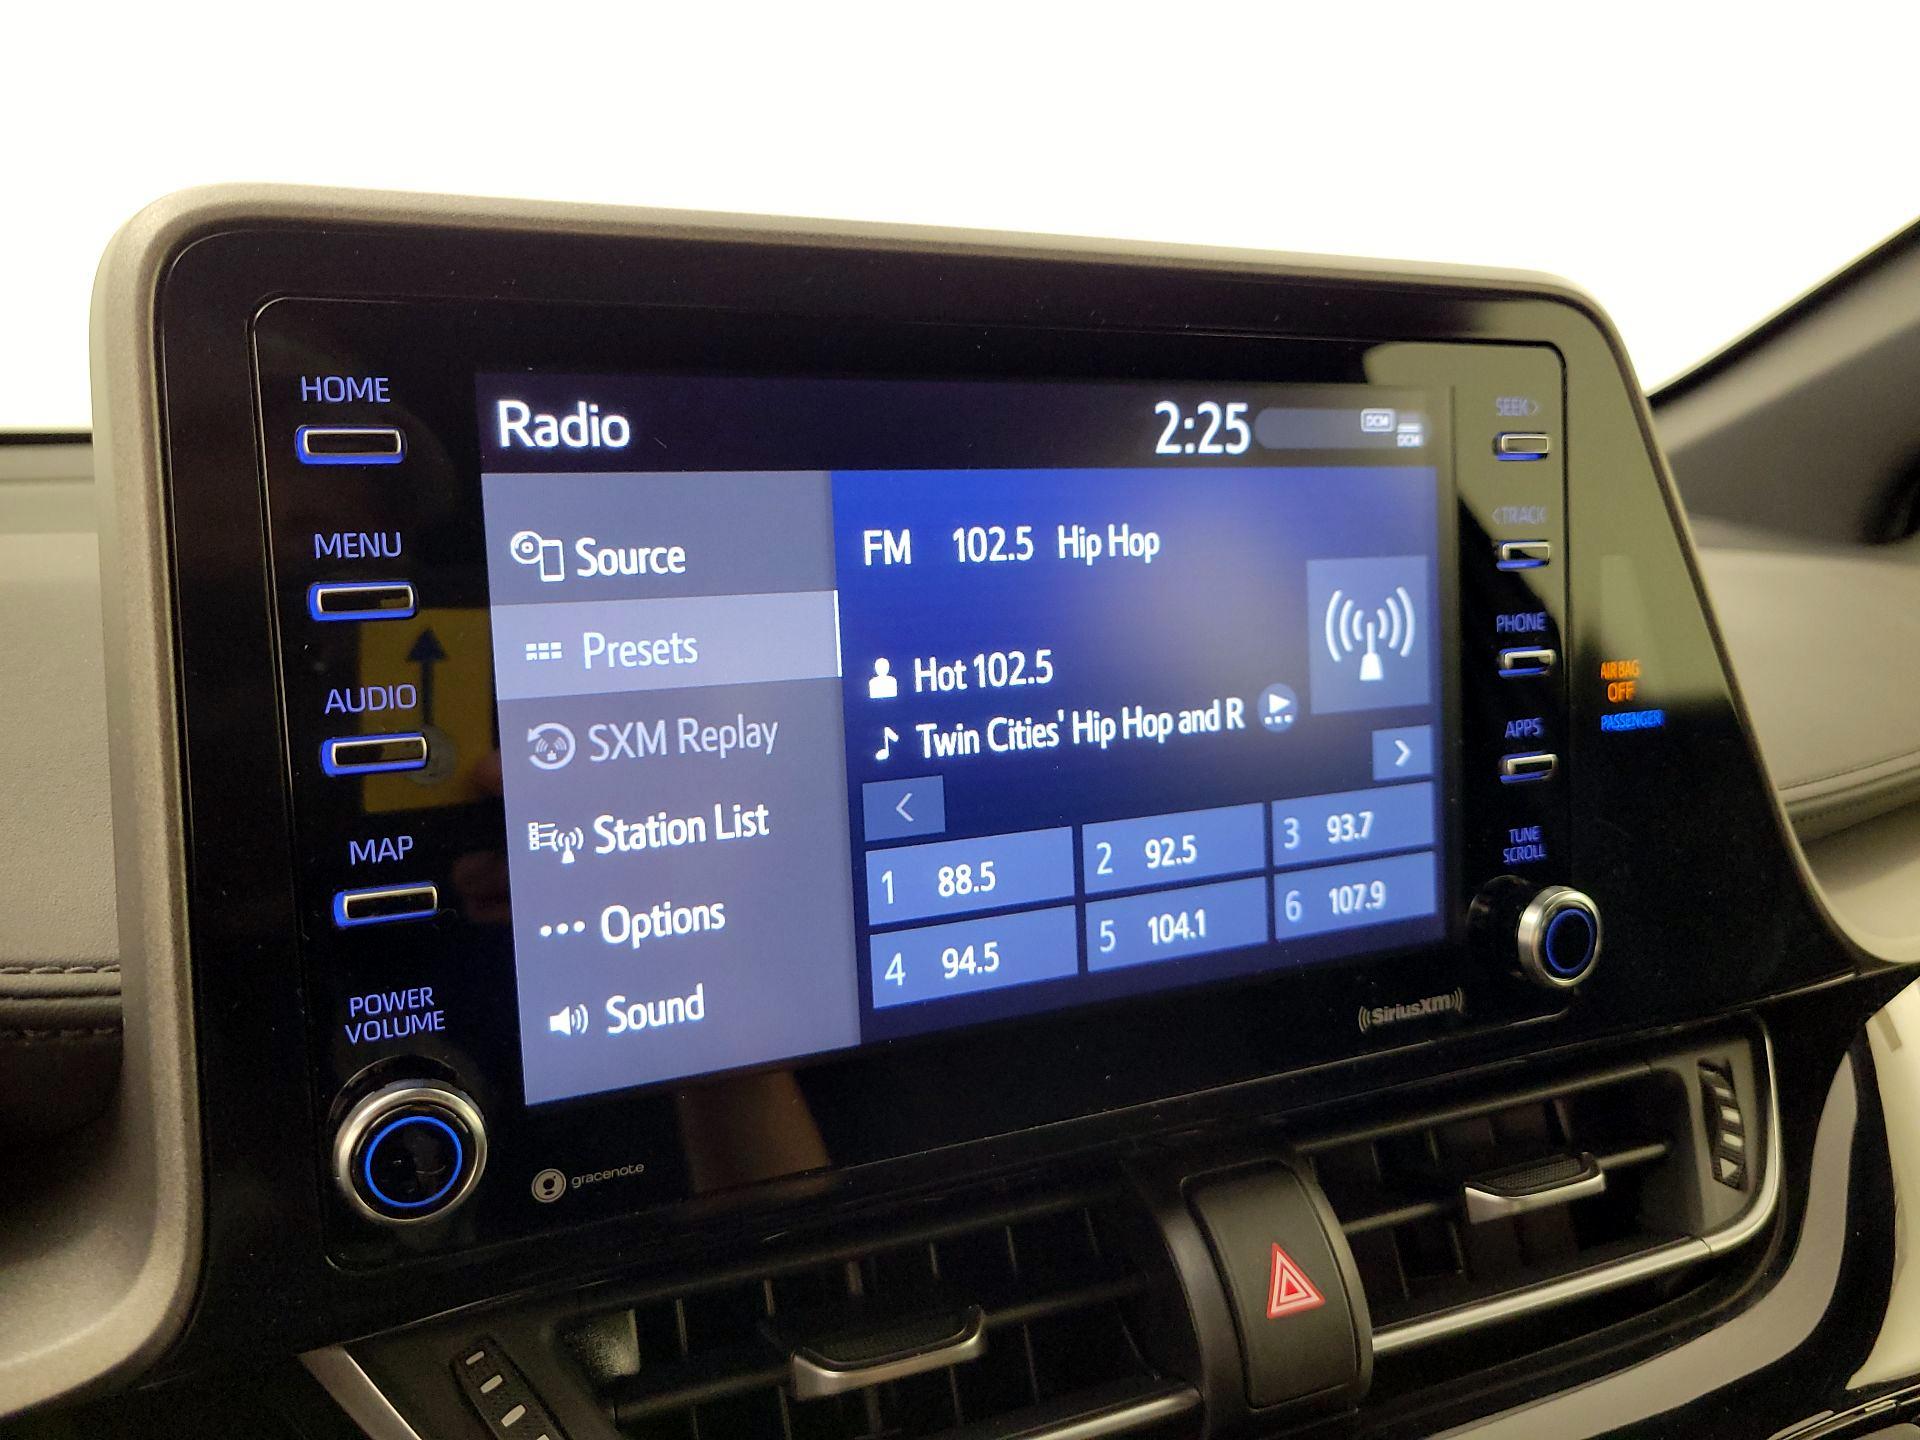 HOME
MENU
AUDIO
MAP
POWER
VOLUME
Radio
2:25
DCM
DCM
Source
Presets
SXM Replay
Station List
Options
Sound
FM 102.5 Hip Hop
Hot 102.5
Twin Cities' Hip Hop and R
1 88.5
2 92.5
3 93.7
4 94.5
5 104.1
6 107.9
SEEK>
<TRACK
PHONE
APPS
TUNE
SCROLL
AIR BAG
OFF
PASSENGER
gracenote
((SiriusXM))